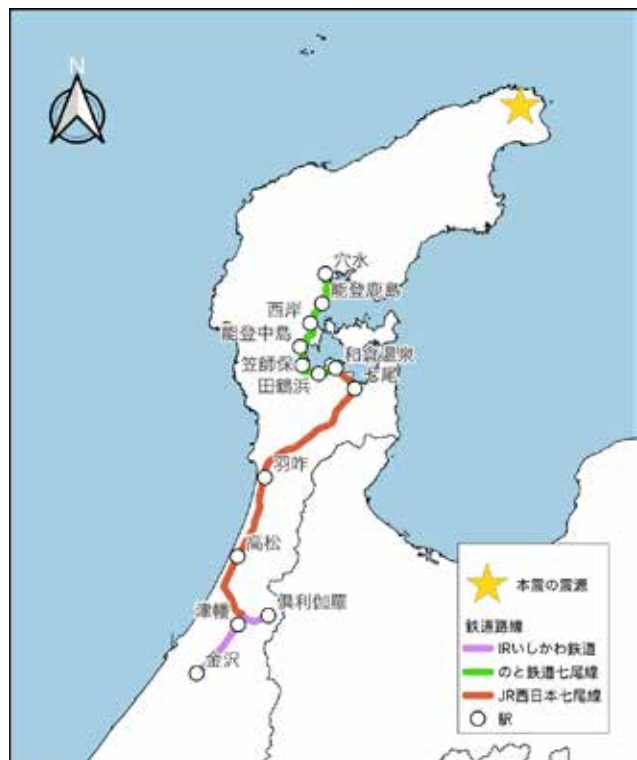 N
穴水
能登鹿島
西岸
能登中島
和倉温泉
笠師保
七尾
田鶴浜
羽咋
高松
倶利伽羅
津幡
金沢
本震の震源
鉄道路線
IRいしかわ鉄道
のと鉄道七尾線
JR西日本七尾線
駅